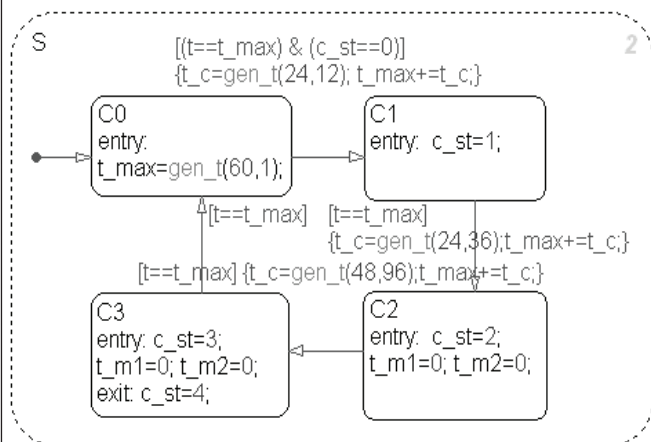 S
2
[(t==t_max) & (c_st==0)]
{t_c=gen_t(24,12); t_max+=t_c;}
C0
entry:
t_max=gen_t(60,1);
C1
entry: c_st=1;
[t==t_max]
[t==t_max]
{t_c=gen_t(24,36);t_max+=t_c;}
[t==t_max] {t_c=gen_t(48,96);t_max+=t_c;}
C3
entry: c_st=3;
t_m1=0; t_m2=0;
exit: c_st=4;
C2
entry: c_st=2;
t_m1=0; t_m2=0;